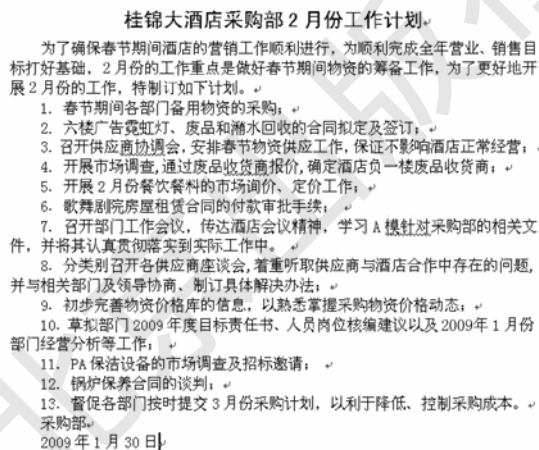 桂锦大酒店采购部2月份工作计划
为了确保春节期间酒店的营销工作顺利进行，为顺利完成全年营业、销售目
标打好基础，2月份的工作重点是做好春节期间物资的筹备工作，为了更好地开
展2月份的工作，特制订如下计划。
1. 春节期间各部门备用物资的采购；
2. 六楼广告霓虹灯、废品和潲水回收的合同拟定及签订；
3. 召开供应商协调会，安排春节物资供应工作，保证不影响酒店正常经营；
4. 开展市场调查，通过废品收货商报价，确定酒店负一楼废品收货商；
5. 开展2月份餐饮餐料的市场询价、定价工作；
6. 歌舞剧院房屋租赁合同的付款审批手续；
7. 召开部门工作会议，传达酒店会议精神，学习A模针对采购部的相关文
件，并将其认真贯彻落实到实际工作中。
8. 分类别召开各供应商座谈会，着重听取供应商与酒店合作中存在的问题，
并与相关部门及领导协商、制订具体解决办法；
9. 初步完善物资价格库的信息，以熟悉掌握采购物资价格动态；
10. 草拟部门2009年度目标责任书、人员岗位核编建议以及2009年1月份
部门经营分析等工作；
11. PA保洁设备的市场调查及招标邀请；
12. 锅炉保养合同的谈判；
13. 督促各部门按时提交3月份采购计划，以利于降低、控制采购成本。
采购部
2009年1月30日